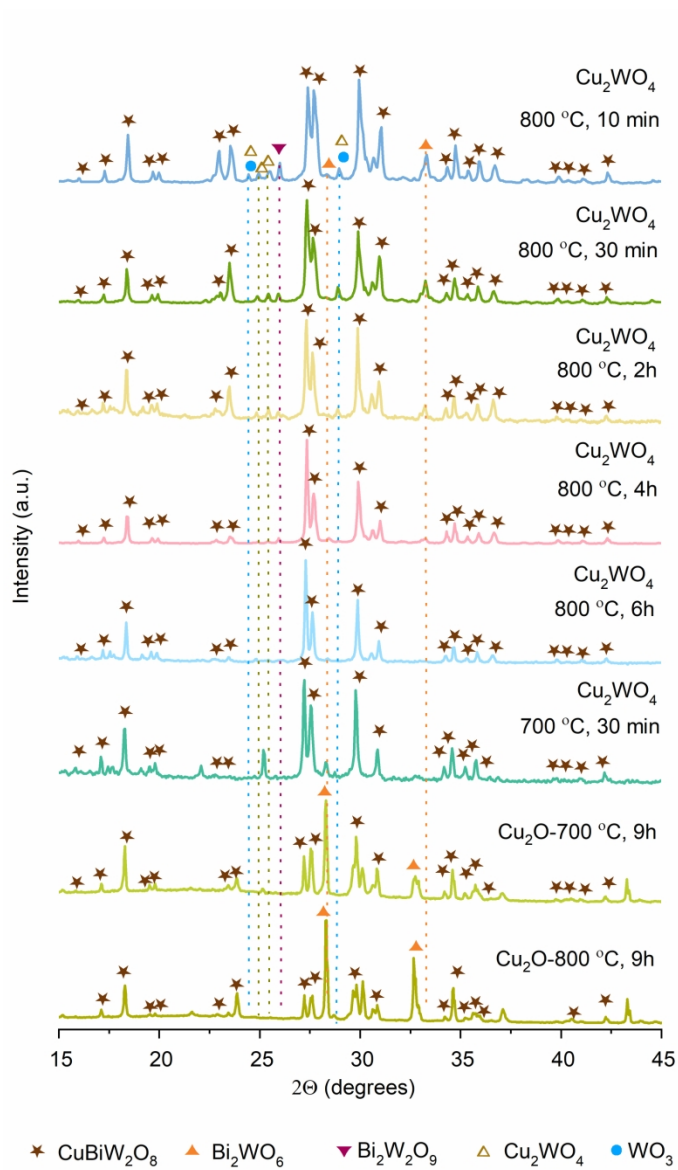 Cu₂WO₄
800 °C, 10 min
Cu₂WO₄
800 °C, 30 min
Cu₂WO₄
800 °C, 2h
Cu₂WO₄
800 °C, 4h
Cu₂WO₄
800 °C, 6h
Cu₂WO₄
700 °C, 30 min
Cu₂O-700 °C, 9h
Cu₂O-800 °C, 9h
Intensity (a.u.)
15 20 25 30 35 40 45
2Θ (degrees)
CuBiW₂O₈ Bi₂WO₆ Bi₂W₂O₉ Cu₂WO₄ WO₃